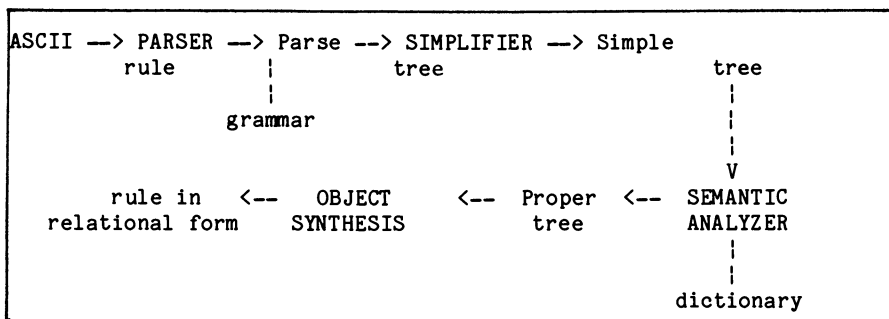 ASCII --> PARSER --> Parse --> SIMPLIFIER --> Simple
rule tree tree
grammar
V
rule in <-- OBJECT <-- Proper <-- SEMANTIC
relational form SYNTHESIS tree ANALYZER
dictionary